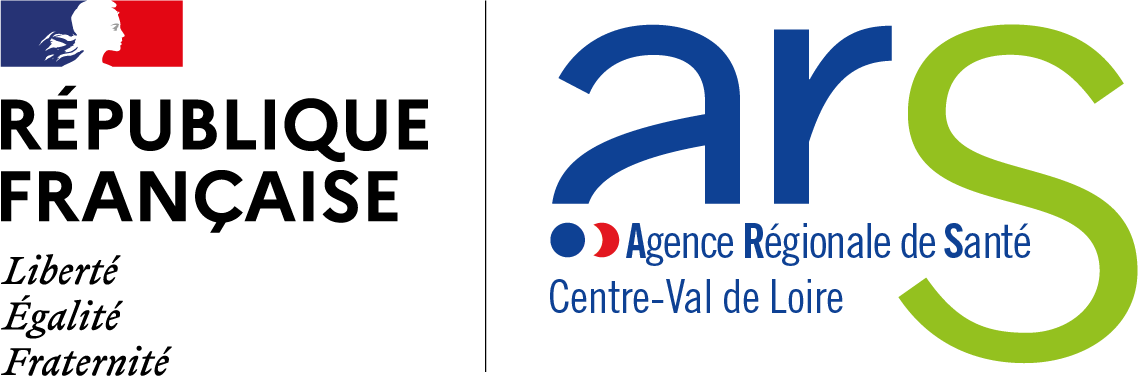 RÉPUBLIQUE
FRANÇAISE
Liberté
Égalité
Fraternité
ars
Agence Régionale de Santé
Centre-Val de Loire